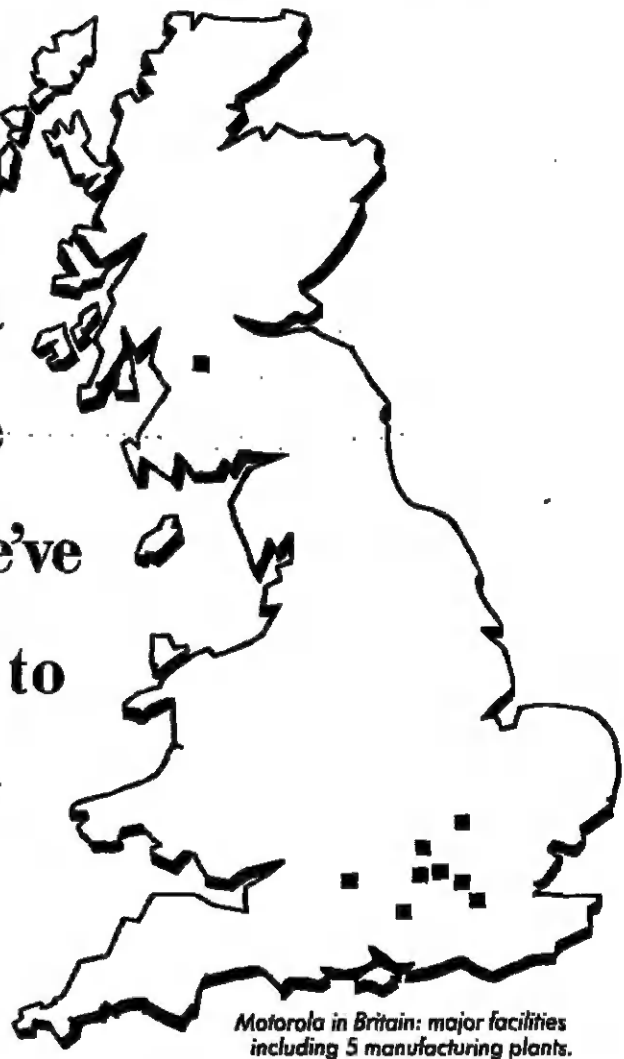 e've
to
Motorola in Britain: major facilities
including 5 manufacturing plants.